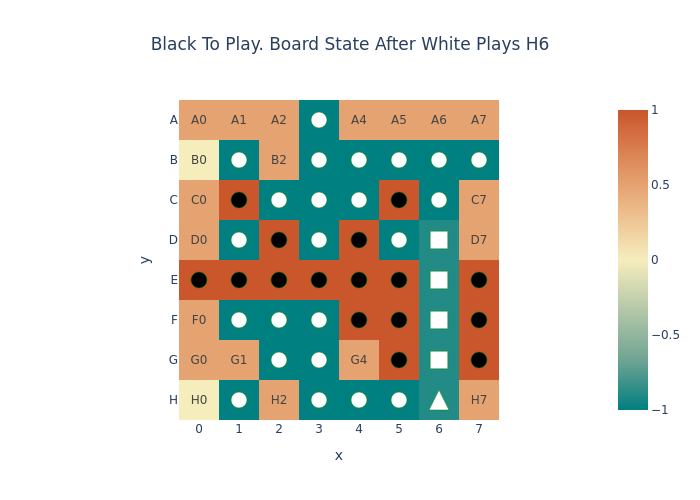 Black To Play. Board State After White Plays H6
A A0 A1 A2 A4 A5 A6 A7
B B0 B2
C C0 C7
D D0 D7
E
F F0
G G0 G1 G4
H H0 H2 H7
0 1 2 3 4 5 6 7
x
y
1
0.5
0
−0.5
−1